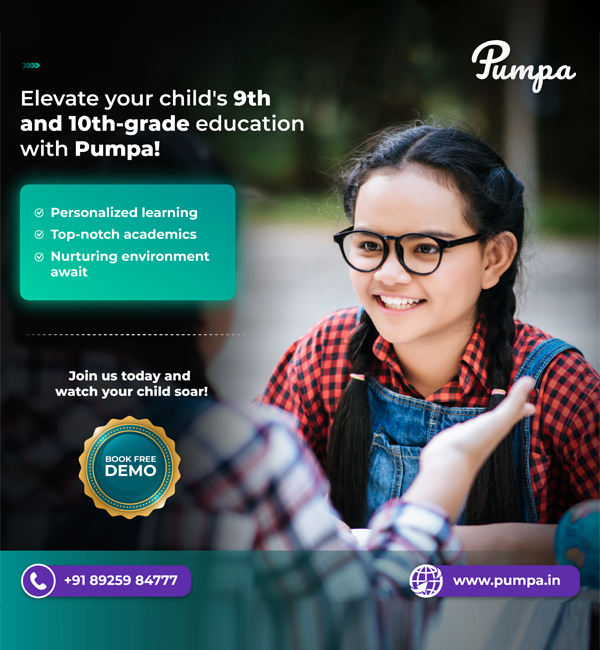 Pumpa
Elevate your child's 9th
and 10th-grade education
with Pumpa!
Personalized learning
Top-notch academics
Nurturing environment
await
Join us today and
watch your child soar!
BOOK FREE
DEMO
+91 89259 84777
www.pumpa.in